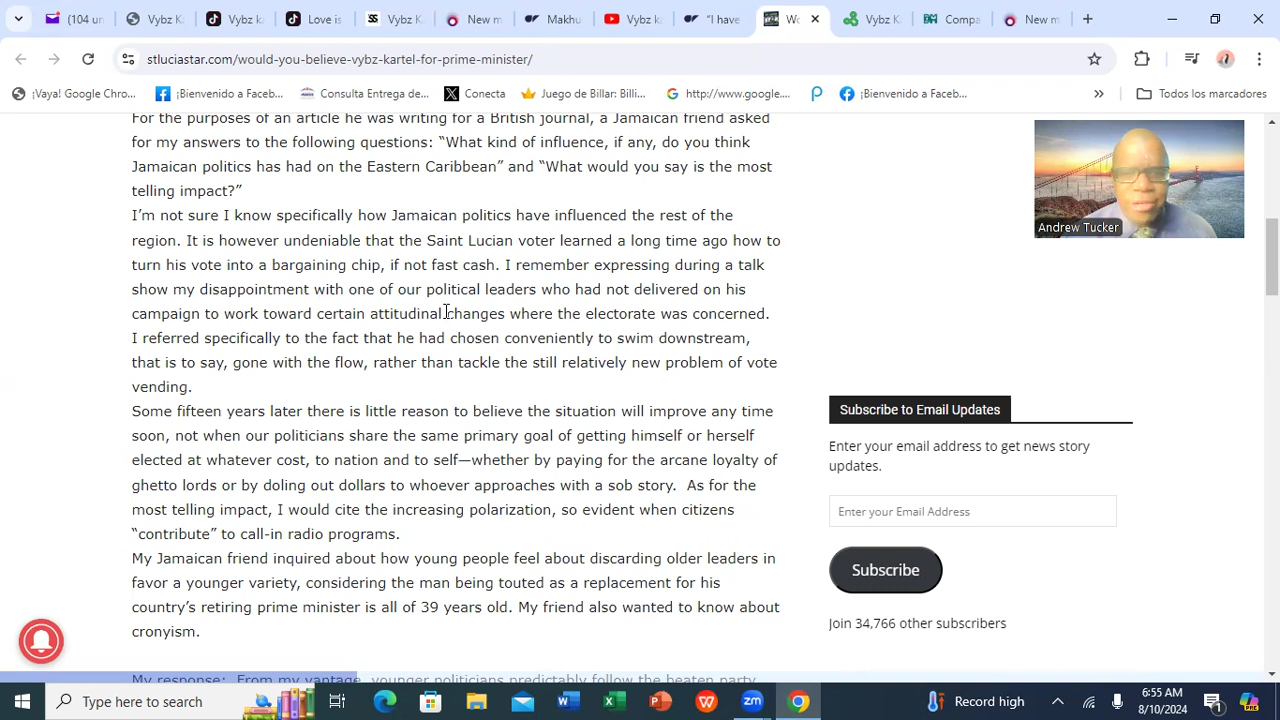 (104 un
Vybz K
Vybz k
Love if
SS
Vybz K
New m
Makhu
Vybz k
"I have
Wo
Vybz K
DM
Compa
New m
stluciastar.com/would-you-believe-vybz-kartel-for-prime-minister/
¡Vaya! Google Chro...
¡Bienvenido a Faceb...
Consulta Entrega de...
Conecta
Juego de Billar: Billi...
http://www.google....
¡Bienvenido a Faceb...
»
Todos los marcadores
For the purposes of an article he was writing for a British journal, a Jamaican friend asked
for my answers to the following questions: “What kind of influence, if any, do you think
Jamaican politics has had on the Eastern Caribbean” and “What would you say is the most
telling impact?”
I’m not sure I know specifically how Jamaican politics have influenced the rest of the
region. It is however undeniable that the Saint Lucian voter learned a long time ago how to
turn his vote into a bargaining chip, if not fast cash. I remember expressing during a talk
show my disappointment with one of our political leaders who had not delivered on his
campaign to work toward certain attitudinal changes where the electorate was concerned.
I referred specifically to the fact that he had chosen conveniently to swim downstream,
that is to say, gone with the flow, rather than tackle the still relatively new problem of vote
vending.
Some fifteen years later there is little reason to believe the situation will improve any time
soon, not when our politicians share the same primary goal of getting himself or herself
elected at whatever cost, to nation and to self—whether by paying for the arcane loyalty of
ghetto lords or by doling out dollars to whoever approaches with a sob story.  As for the
most telling impact, I would cite the increasing polarization, so evident when citizens
“contribute” to call-in radio programs.
My Jamaican friend inquired about how young people feel about discarding older leaders in
favor a younger variety, considering the man being touted as a replacement for his
country’s retiring prime minister is all of 39 years old. My friend also wanted to know about
cronyism.
My response:  From my vantage, younger politicians predictably follow the beaten party
Andrew Tucker
Subscribe to Email Updates
Enter your email address to get news story
updates.
Enter your Email Address
Subscribe
Join 34,766 other subscribers
Type here to search
Record high
6:55 AM
8/10/2024